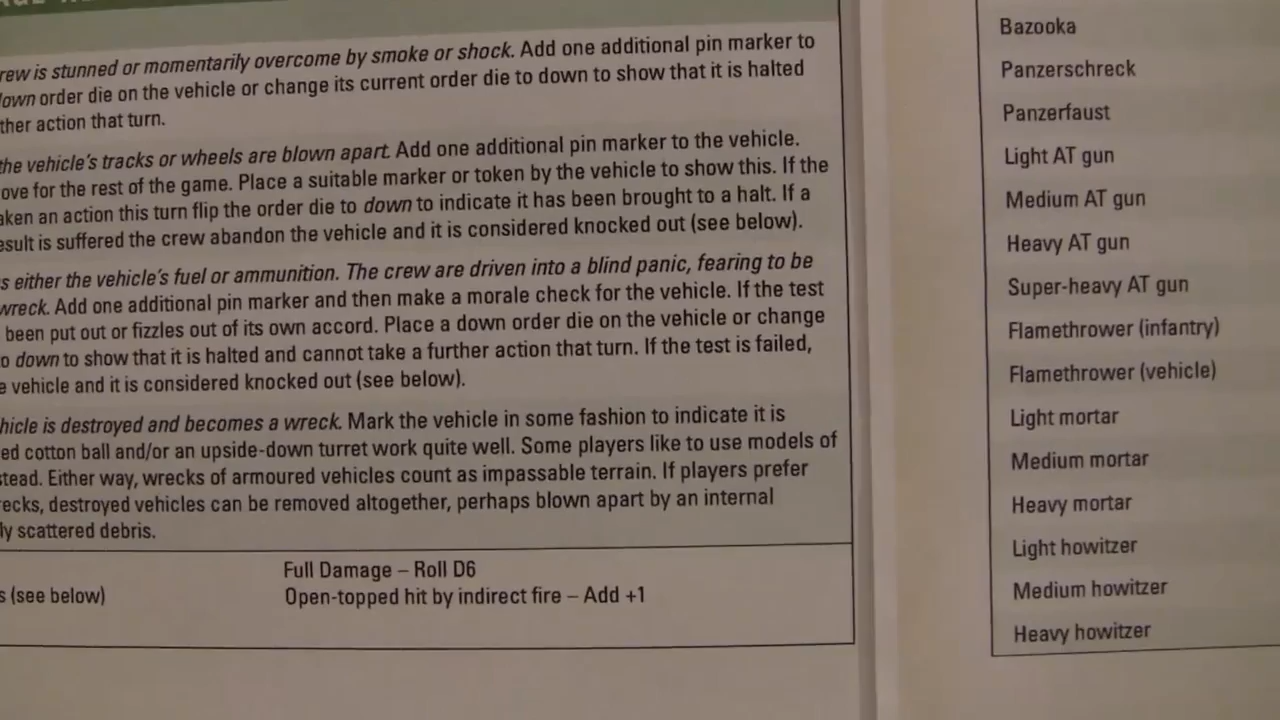 rew is stunned or momentarily overcome by smoke or shock. Add one additional pin marker to
down order die on the vehicle or change its current order die to down to show that it is halted
ther action that turn.
the vehicle's tracks or wheels are blown apart. Add one additional pin marker to the vehicle.
ove for the rest of the game. Place a suitable marker or token by the vehicle to show this. If the
aken an action this turn flip the order die to down to indicate it has been brought to a halt. If a
esult is suffered the crew abandon the vehicle and it is considered knocked out (see below).
s either the vehicle's fuel or ammunition. The crew are driven into a blind panic, fearing to be
wreck. Add one additional pin marker and then make a morale check for the vehicle. If the test
been put out or fizzles out of its own accord. Place a down order die on the vehicle or change
o down to show that it is halted and cannot take a further action that turn. If the test is failed,
e vehicle and it is considered knocked out (see below).
hicle is destroyed and becomes a wreck. Mark the vehicle in some fashion to indicate it is
ed cotton ball and/or an upside-down turret work quite well. Some players like to use models of
stead. Either way, wrecks of armoured vehicles count as impassable terrain. If players prefer
recks, destroyed vehicles can be removed altogether, perhaps blown apart by an internal
ly scattered debris.
Full Damage – Roll D6
s (see below)
Open-topped hit by indirect fire – Add +1
Bazooka
Panzerschreck
Panzerfaust
Light AT gun
Medium AT gun
Heavy AT gun
Super-heavy AT gun
Flamethrower (infantry)
Flamethrower (vehicle)
Light mortar
Medium mortar
Heavy mortar
Light howitzer
Medium howitzer
Heavy howitzer